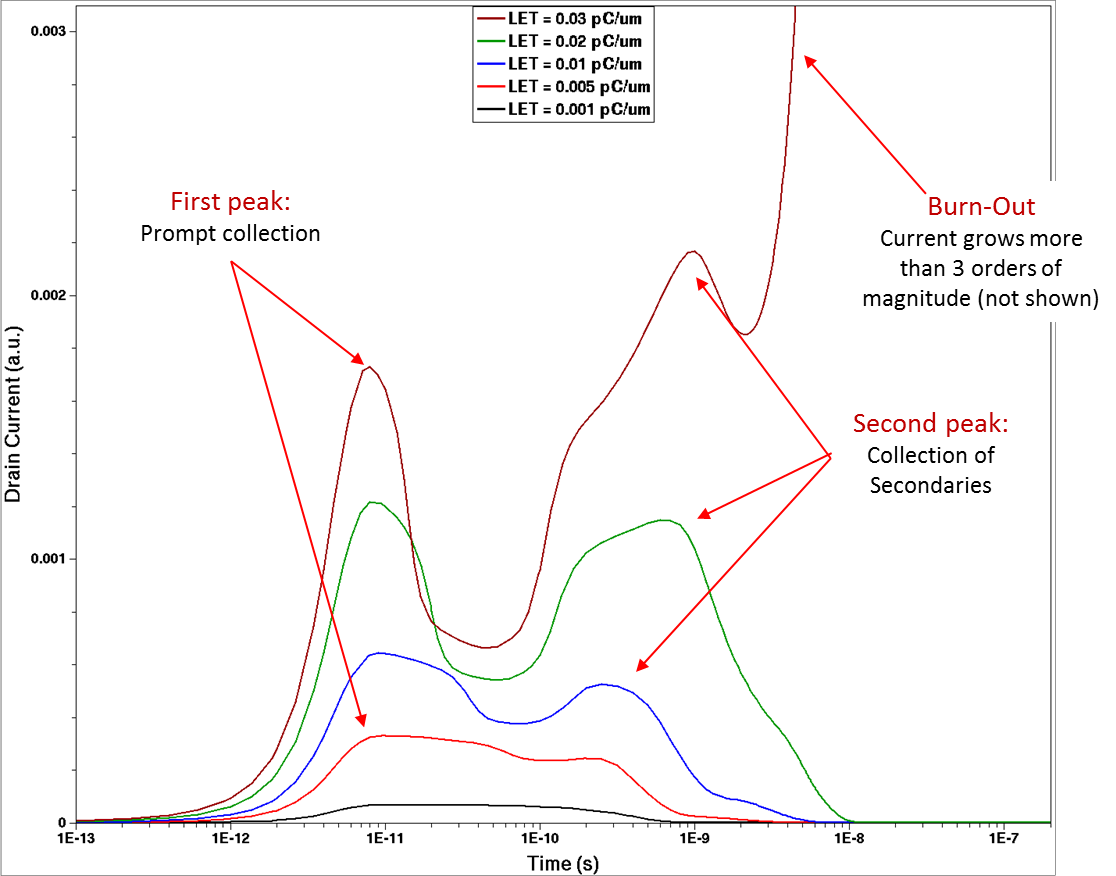 LET = 0.03 pC/um
LET = 0.02 pC/um
LET = 0.01 pC/um
LET = 0.005 pC/um
LET = 0.001 pC/um
0.003
0.002
0.001
0
Drain Current (a.u.)
First peak:
Prompt collection
Burn-Out
Current grows more
than 3 orders of
magnitude (not shown)
Second peak:
Collection of
Secondaries
1E-13
1E-12
1E-11
1E-10
1E-9
1E-8
1E-7
Time (s)